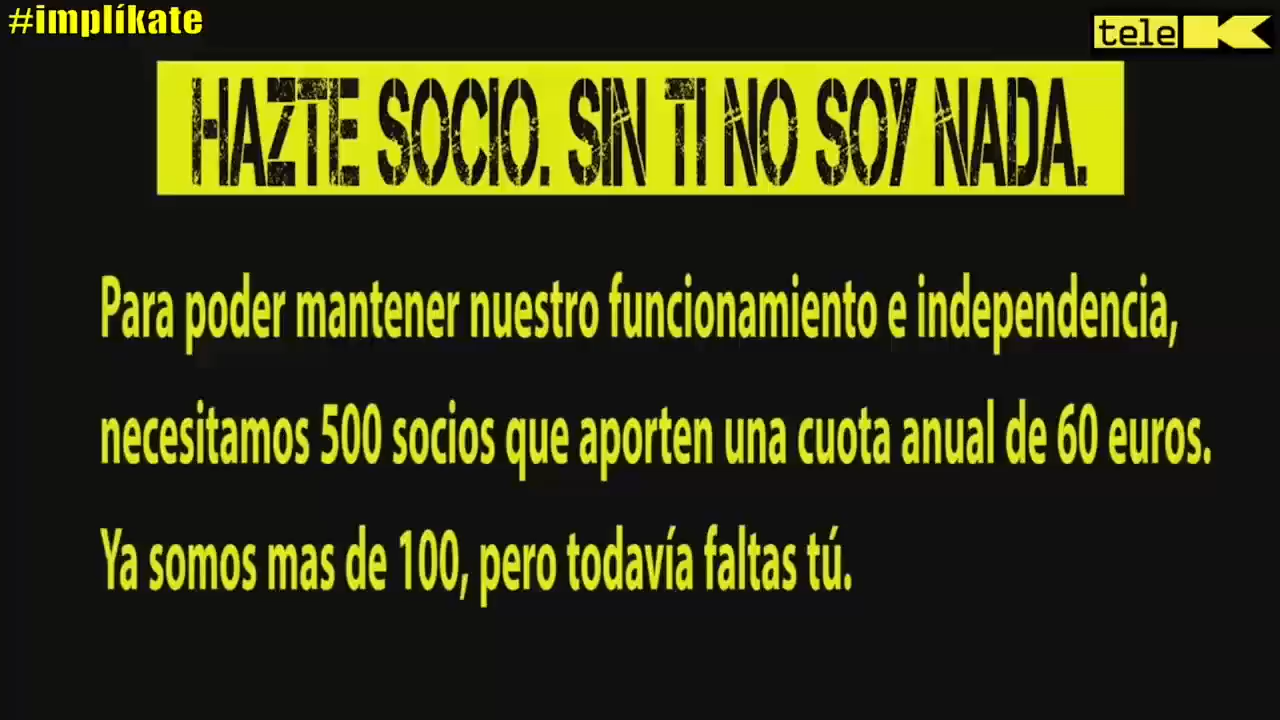 #implíkate
tele K
HAZTE SOCIO. SIN TI NO SOY NADA.
Para poder mantener nuestro funcionamiento e independencia,
necesitamos 500 socios que aporten una cuota anual de 60 euros.
Ya somos mas de 100, pero todavía faltas tú.